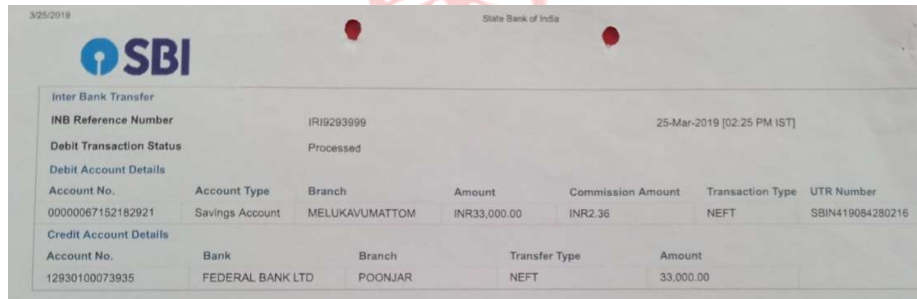 3/25/2019 State Bank of India
SBI
Inter Bank Transfer
INB Reference Number IRI9293999 25-Mar-2019 [02:25 PM IST]
Debit Transaction Status Processed
Debit Account Details
Account No. Account Type Branch Amount Commission Amount Transaction Type UTR Number
00000067152182921 Savings Account MELUKAVUMATTOM INR33,000.00 INR2.36 NEFT SBIN419084280216
Credit Account Details
Account No. Bank Branch Transfer Type Amount
12930100073935 FEDERAL BANK LTD POONJAR NEFT 33,000.00